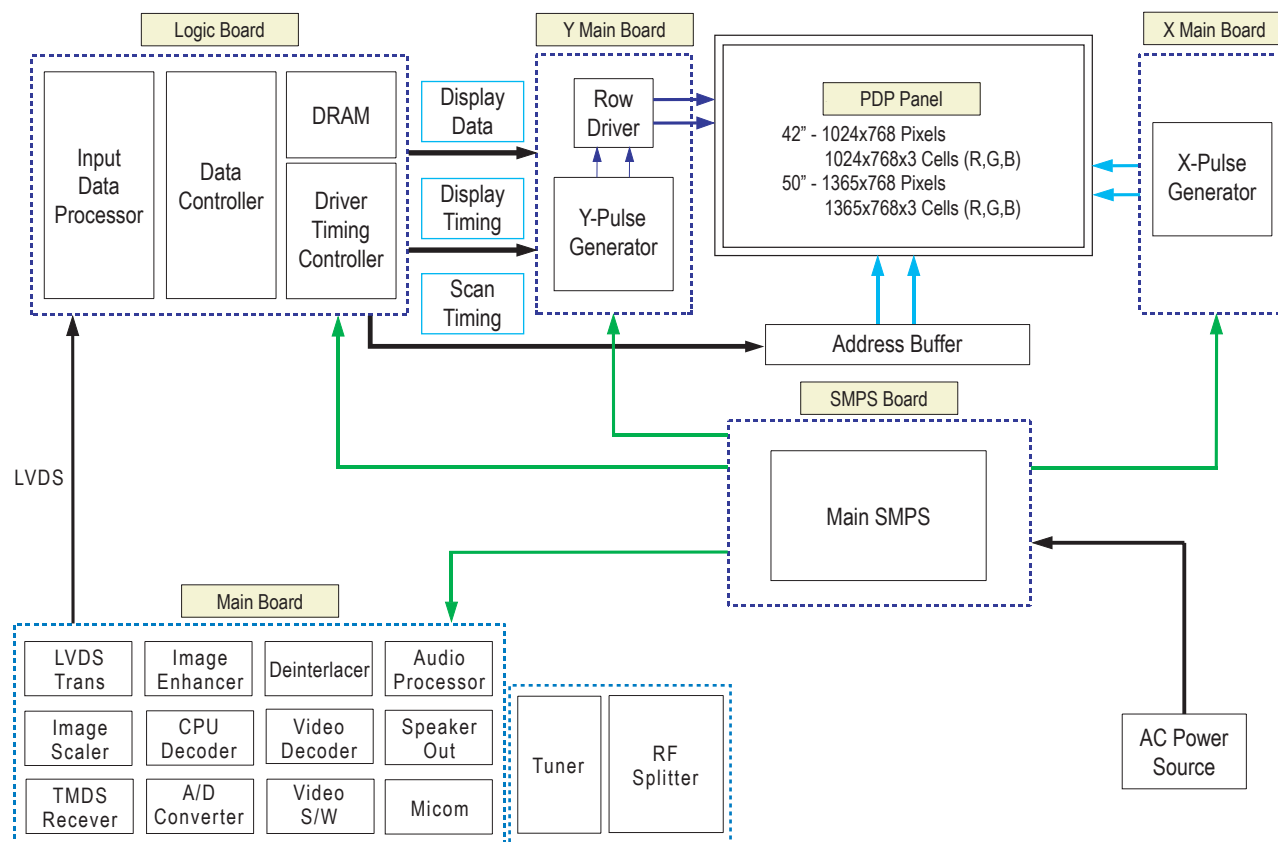 Logic Board
Y Main Board
X Main Board
Input
Data
Processor
Data
Controller
DRAM
Driver
Timing
Controller
Display
Data
Display
Timing
Scan
Timing
Row
Driver
Y-Pulse
Generator
PDP Panel
42” - 1024x768 Pixels
1024x768x3 Cells (R,G,B)
50” - 1365x768 Pixels
1365x768x3 Cells (R,G,B)
X-Pulse
Generator
Address Buffer
SMPS Board
Main SMPS
LVDS
Main Board
LVDS
Trans
Image
Enhancer
Deinterlacer
Audio
Processor
Image
Scaler
CPU
Decoder
Video
Decoder
Speaker
Out
TMDS
Recever
A/D
Converter
Video
S/W
Micom
Tuner
RF
Splitter
AC Power
Source